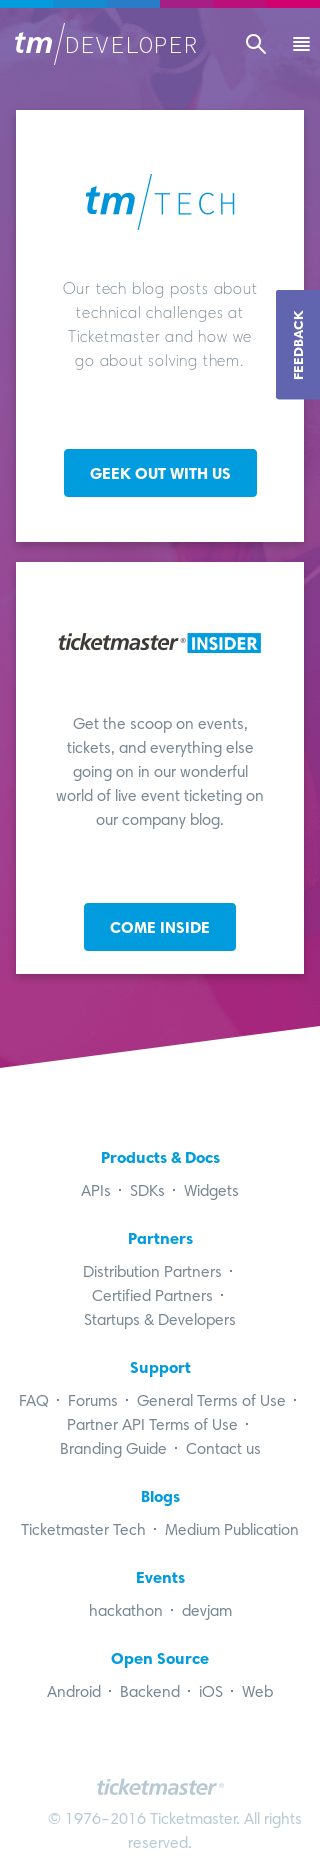 tm/DEVELOPER
tm/TECH
Our tech blog posts about
technical challenges at
Ticketmaster and how we
go about solving them.
FEEDBACK
GEEK OUT WITH US
ticketmaster® INSIDER
Get the scoop on events,
tickets, and everything else
going on in our wonderful
world of live event ticketing on
our company blog.
COME INSIDE
Products & Docs
APIs · SDKs · Widgets
Partners
Distribution Partners ·
Certified Partners ·
Startups & Developers
Support
FAQ · Forums · General Terms of Use ·
Partner API Terms of Use ·
Branding Guide · Contact us
Blogs
Ticketmaster Tech · Medium Publication
Events
hackathon · devjam
Open Source
Android · Backend · iOS · Web
ticketmaster®
© 1976-2016 Ticketmaster. All rights
reserved.